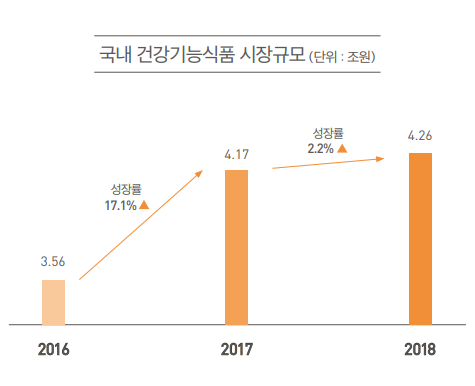 국내 건강기능식품 시장규모 (단위 : 조원)
성장률
2.2% ▲
4.26
4.17
성장률
17.1% ▲
3.56
2016 2017 2018